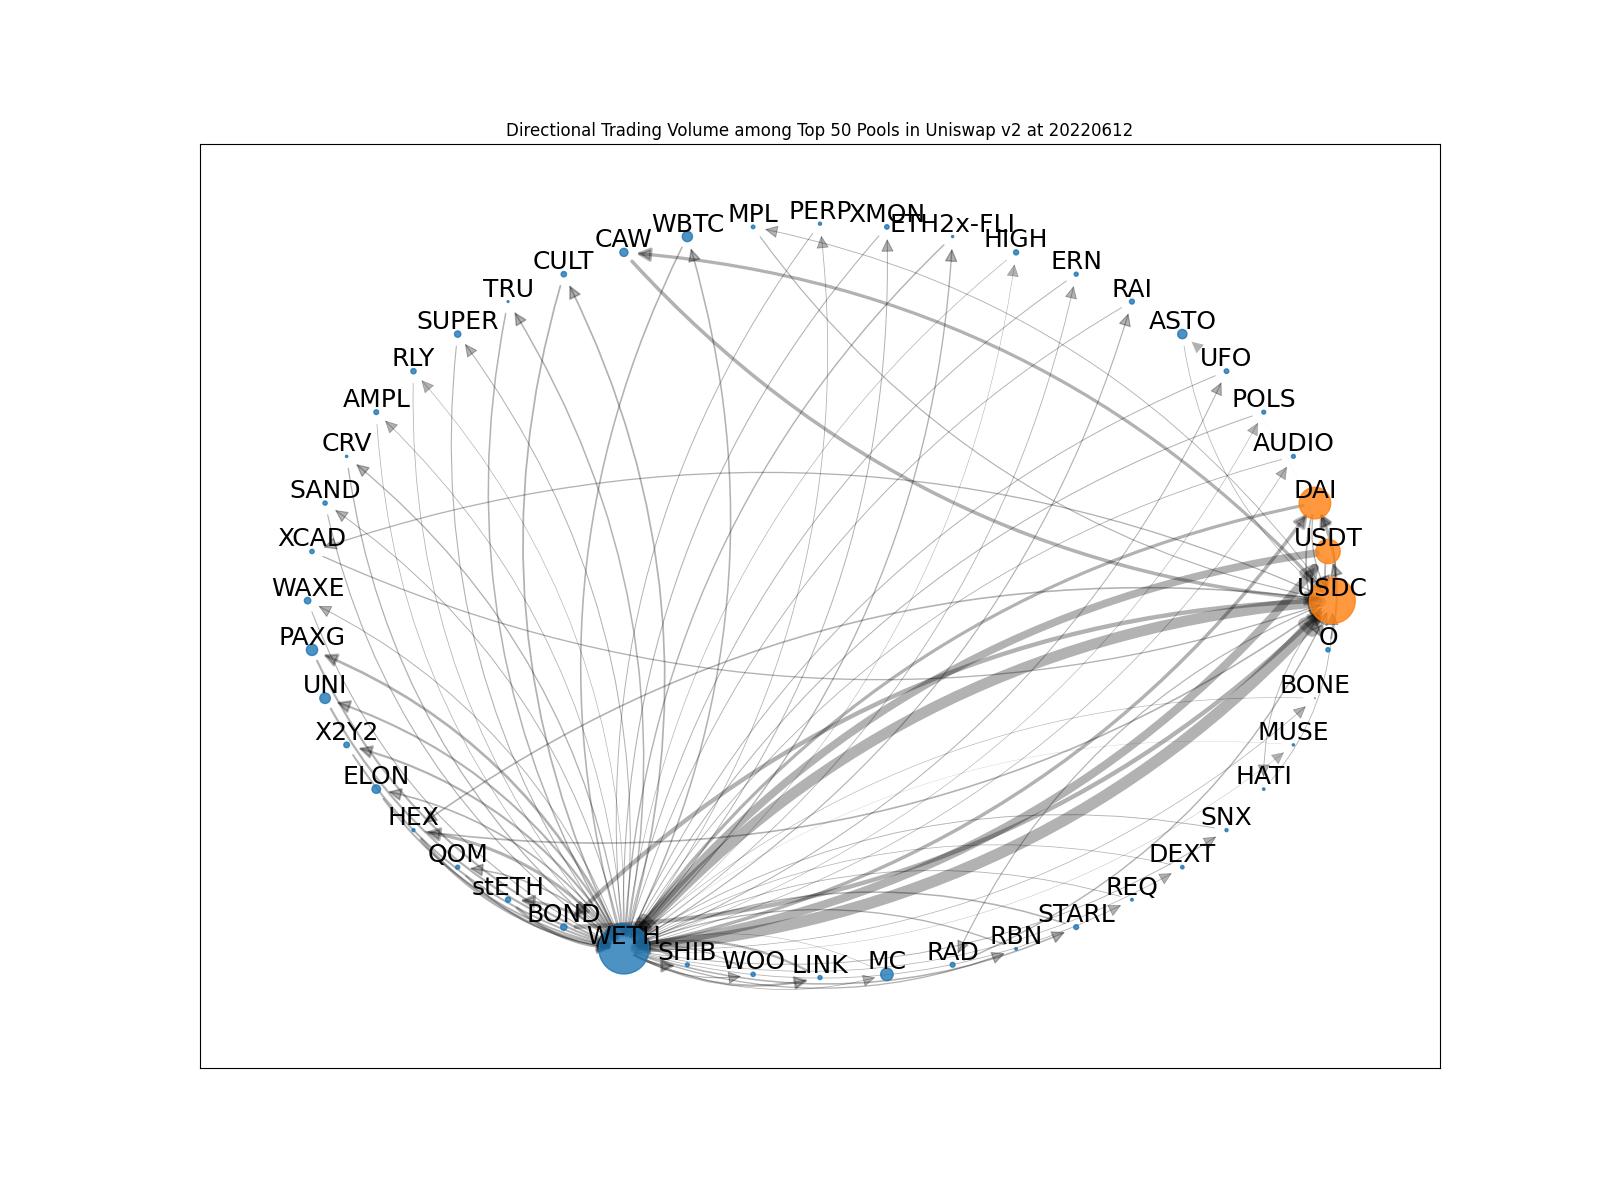 Directional Trading Volume among Top 50 Pools in Uniswap v2 at 20220612
PERP
XMON
MPL
WBTC
ETH2x-FLI
CAW
HIGH
CULT
ERN
TRU
RAI
SUPER
ASTO
RLY
UFO
AMPL
POLS
CRV
AUDIO
SAND
DAI
XCAD
USDT
WAXE
USDC
PAXG
O
UNI
BONE
X2Y2
MUSE
ELON
HATI
HEX
SNX
QOM
DEXT
stETH
REQ
BOND
STARL
WETH
RBN
SHIB
RAD
WOO
MC
LINK